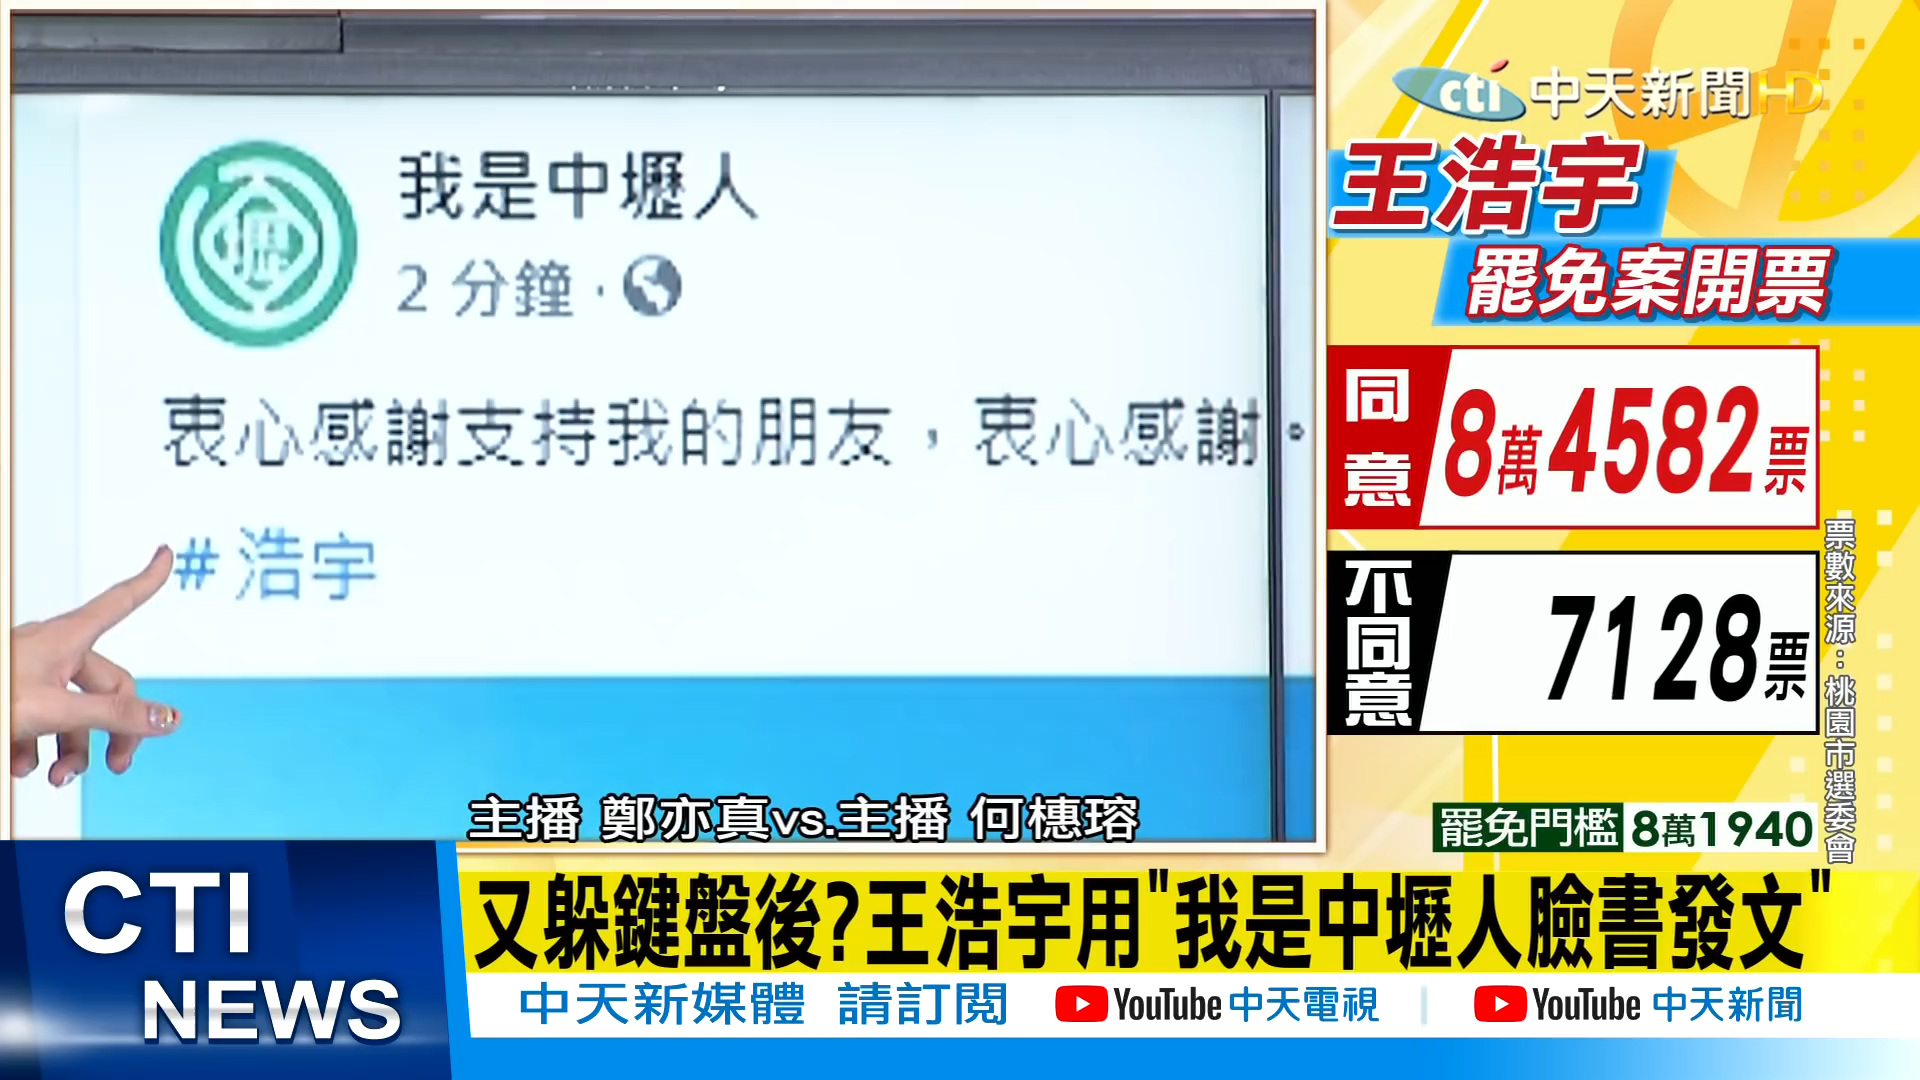 我是中壢人
2 分鐘 ·
衷心感謝支持我的朋友，衷心感謝。
#浩宇
主播 鄭亦真vs.主播 何橞瑢
cti 中天新聞HD
王浩宇
罷免案開票
同意 8萬4582票
不同意 7128票
票數來源：桃園市選委會
罷免門檻 8萬1940
CTI
NEWS
又躲鍵盤後?王浩宇用"我是中壢人臉書發文"
中天新媒體 請訂閱 YouTube 中天電視 | YouTube 中天新聞